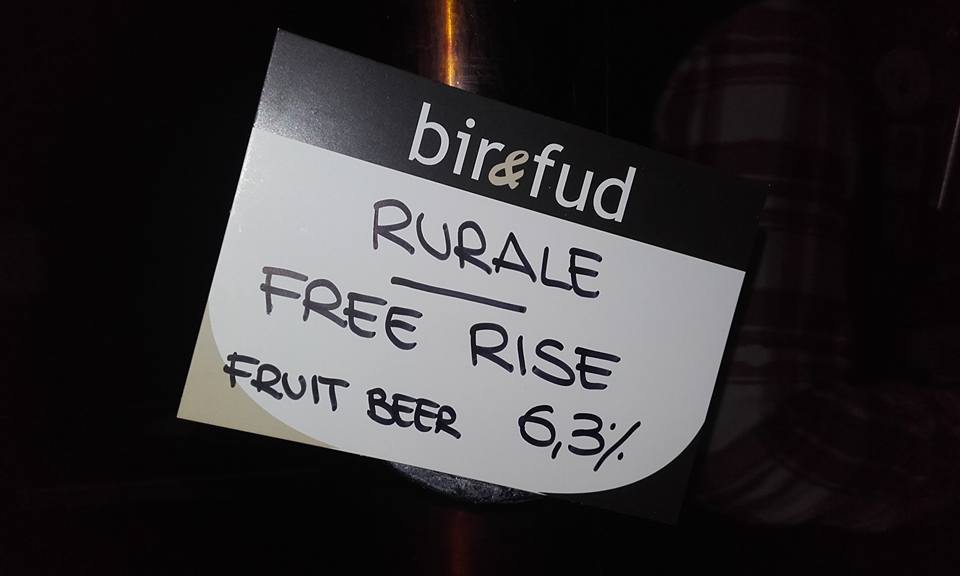 bir&fud
RURALE
FREE RISE
FRUIT BEER 6,3%